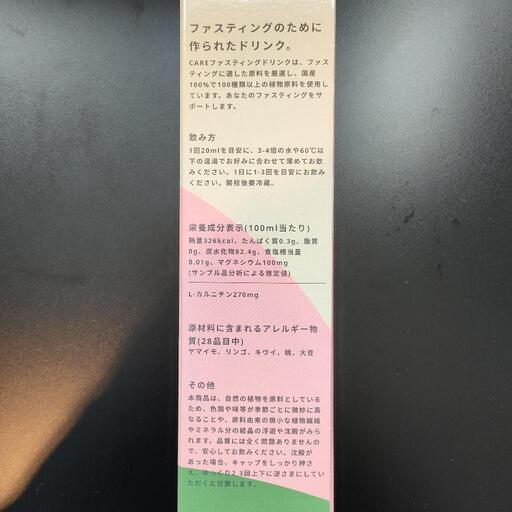 ファスティングのために
作られたドリンク。
CAREファスティングドリンクは、ファス
ティングに適した原料を厳選し、国産
100%で100種類以上の植物原料を使用し
ています。あなたのファスティングをサ
ポートします。
飲み方
1回20mlを目安に、3-4倍の水や60℃以
下の温湯でお好みに合わせて薄めてお飲
みください。1日に1-3回を目安にお飲み
ください。開栓後要冷蔵。
栄養成分表示(100ml当たり)
熱量326kcal、たんぱく質0.3g、脂質
0g、炭水化物82.4g、食塩相当量
0.01g、マグネシウム100mg
(サンプル品分析による推定値)
L-カルニチン270mg
原材料に含まれるアレルギー物
質(28品目中)
ヤマイモ、リンゴ、キウイ、桃、大豆
その他
本商品は、自然の植物を原料としている
ため、色調や味等が季節ごとに微妙に異
なることや、原料由来の微小な植物繊維
やミネラル分の結晶の浮遊や沈殿がみら
れます。品質には全く問題ありませんの
で、安心してお飲みください。沈殿が
あった場合、キャップをしっかり押さ
え、ゆっくり2.3回上下に逆さまにしてい
ただくと分散します。